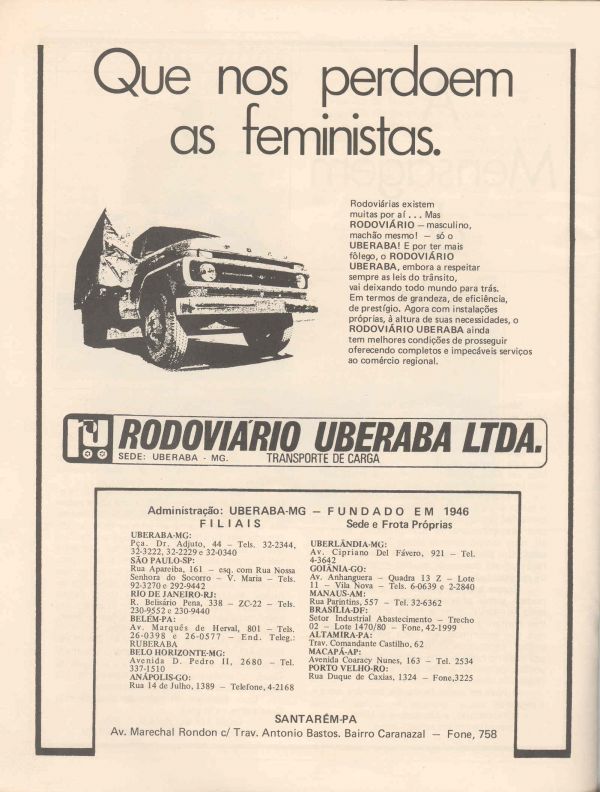 Que nos perdoem
as feministas.
Rodoviárias existem
muitas por aí . . . Mas
RODOVIÁRIO — masculino,
machão mesmo! — só o
UBERABA! E por ter mais
fôlego, o RODOVIÁRIO
UBERABA, embora a respeitar
sempre as leis do trânsito,
vai deixando todo mundo para trás.
Em termos de grandeza, de eficiência,
de prestígio. Agora com instalações
próprias, à altura de suas necessidades, o
RODOVIÁRIO UBERABA ainda
tem melhores condições de prosseguir
oferecendo completos e impecáveis serviços
ao comércio regional.
RODOVIÁRIO UBERABA LTDA.
SEDE: UBERABA - MG. TRANSPORTE DE CARGA
Administração: UBERABA-MG — FUNDADO EM 1946
FILIAIS Sede e Frota Próprias
UBERABA-MG:
Pça. Dr. Adjuto, 44 — Tels. 32-2344,
32-3222, 32-2229 e 32-0340
SÃO PAULO-SP:
Rua Apareiba, 161 — esq. com Rua Nossa
Senhora do Socorro — V. Maria — Tels.
92-3270 e 292-9442
RIO DE JANEIRO-RJ:
R. Belisário Pena, 338 — ZC-22 — Tels.
230-9552 e 230-9440
BELÉM-PA:
Av. Marquês de Herval, 801 — Tels.
26-0398 e 26-0577 — End. Teleg.:
RUBERABA
BELO HORIZONTE-MG:
Avenida D. Pedro II, 2680 — Tel.
337-1510
ANÁPOLIS-GO:
Rua 14 de Julho, 1389 — Telefone, 4-2168
UBERLÂNDIA-MG:
Av. Cipriano Del Fávero, 921 — Tel.
4-3642
GOIÂNIA-GO:
Av. Anhanguera — Quadra 13 Z — Lote
11 — Vila Nova — Tels. 6-0639 e 2-2840
MANAUS-AM:
Rua Parintins, 557 — Tel. 32-6362
BRASÍLIA-DF:
Setor Industrial Abastecimento — Trecho
02 — Lote 1470/80 — Fone, 42-1999
ALTAMIRA-PA:
Trav. Comandante Castilho, 62
MACAPÁ-AP:
Avenida Coaracy Nunes, 163 — Tel. 2534
PORTO VELHO-RO:
Rua Duque de Caxias, 1324 — Fone,3225
SANTARÉM-PA
Av. Marechal Rondon c/ Trav. Antonio Bastos. Bairro Caranazal — Fone, 758